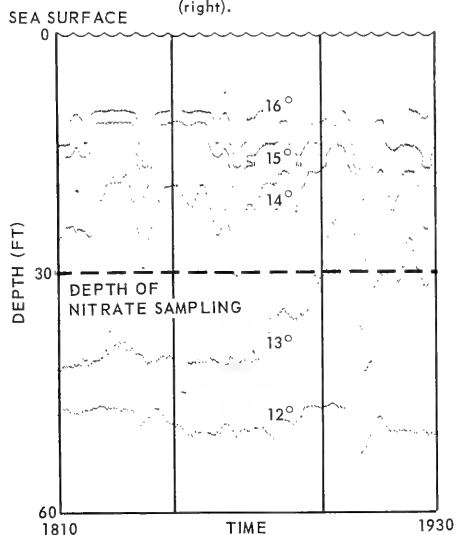 (right).
SEA SURFACE
0
16°
15°
14°
30
DEPTH OF
NITRATE SAMPLING
DEPTH (FT)
13°
12°
60
1810
TIME
1930